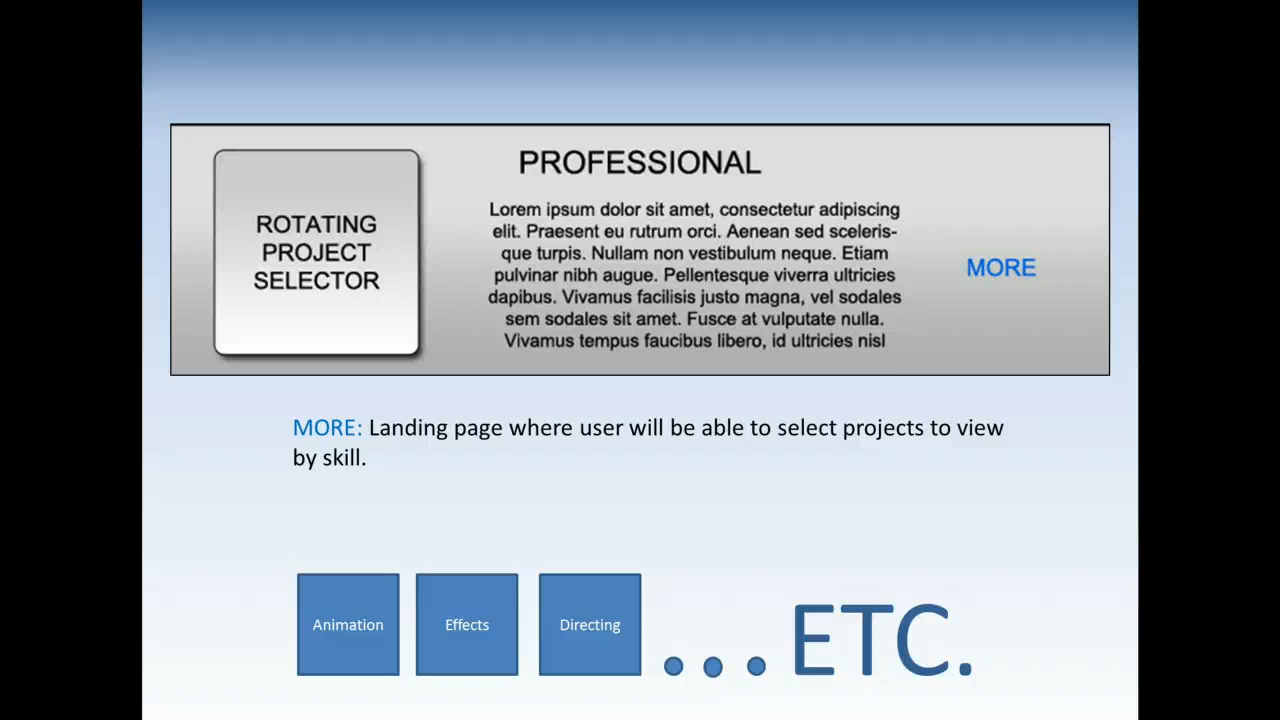 PROFESSIONAL
ROTATING
PROJECT
SELECTOR
Lorem ipsum dolor sit amet, consectetur adipiscing
elit. Praesent eu rutrum orci. Aenean sed sceleris-
que turpis. Nullam non vestibulum neque. Etiam
pulvinar nibh augue. Pellentesque viverra ultricies
dapibus. Vivamus facilisis justo magna, vel sodales
sem sodales sit amet. Fusce at vulputate nulla.
Vivamus tempus faucibus libero, id ultricies nisl
MORE
MORE: Landing page where user will be able to select projects to view
by skill.
Animation
Effects
Directing
...ETC.